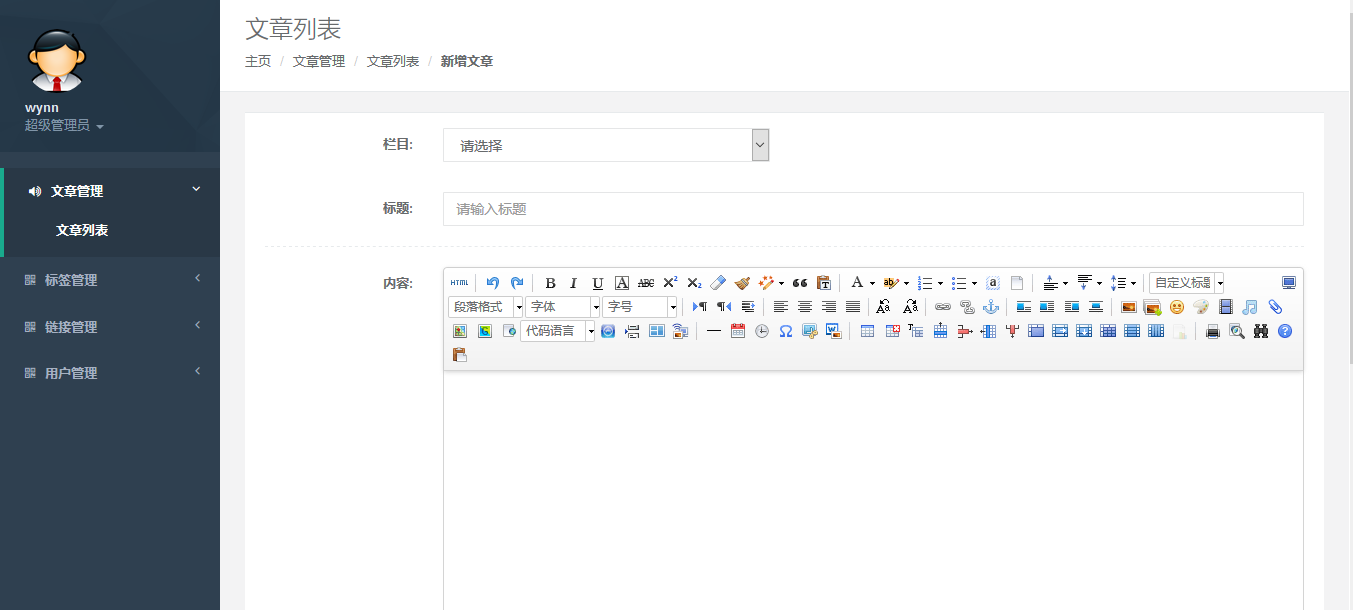 wynn
超级管理员
文章管理
文章列表
标签管理
链接管理
用户管理
文章列表
主页 / 文章管理 / 文章列表 / 新增文章
栏目: 请选择
标题: 请输入标题
内容:
HTML B I U A ABC X² X₂ A ab a 自定义标题
段落格式 字体 字号
代码语言